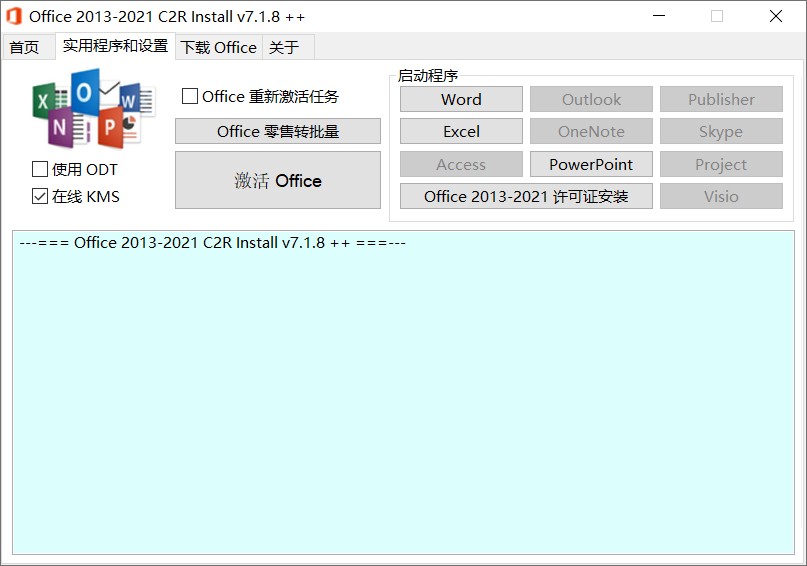 Office 2013-2021 C2R Install v7.1.8 ++
首页 实用程序和设置 下载 Office 关于
X O W N P
使用 ODT
在线 KMS
Office 重新激活任务
Office 零售转批量
激活 Office
启动程序
Word Outlook Publisher
Excel OneNote Skype
Access PowerPoint Project
Office 2013-2021 许可证安装 Visio
---=== Office 2013-2021 C2R Install v7.1.8 ++ ===---